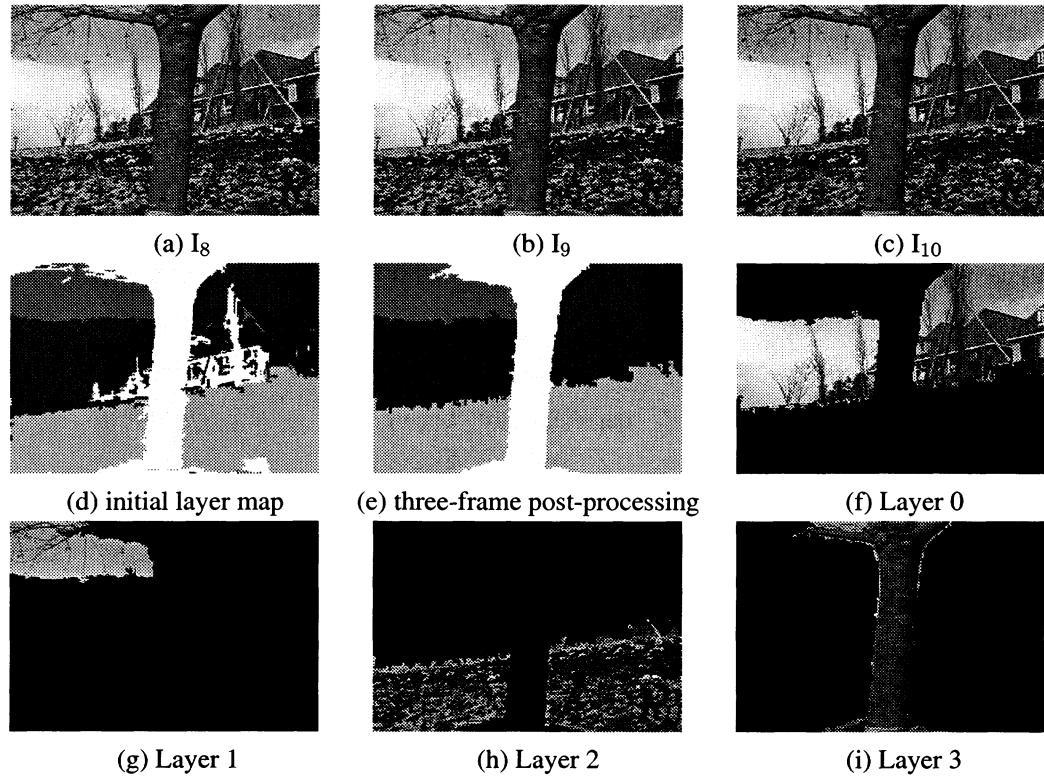 (a) I₈
(b) I₉
(c) I₁₀
(d) initial layer map
(e) three-frame post-processing
(f) Layer 0
(g) Layer 1
(h) Layer 2
(i) Layer 3